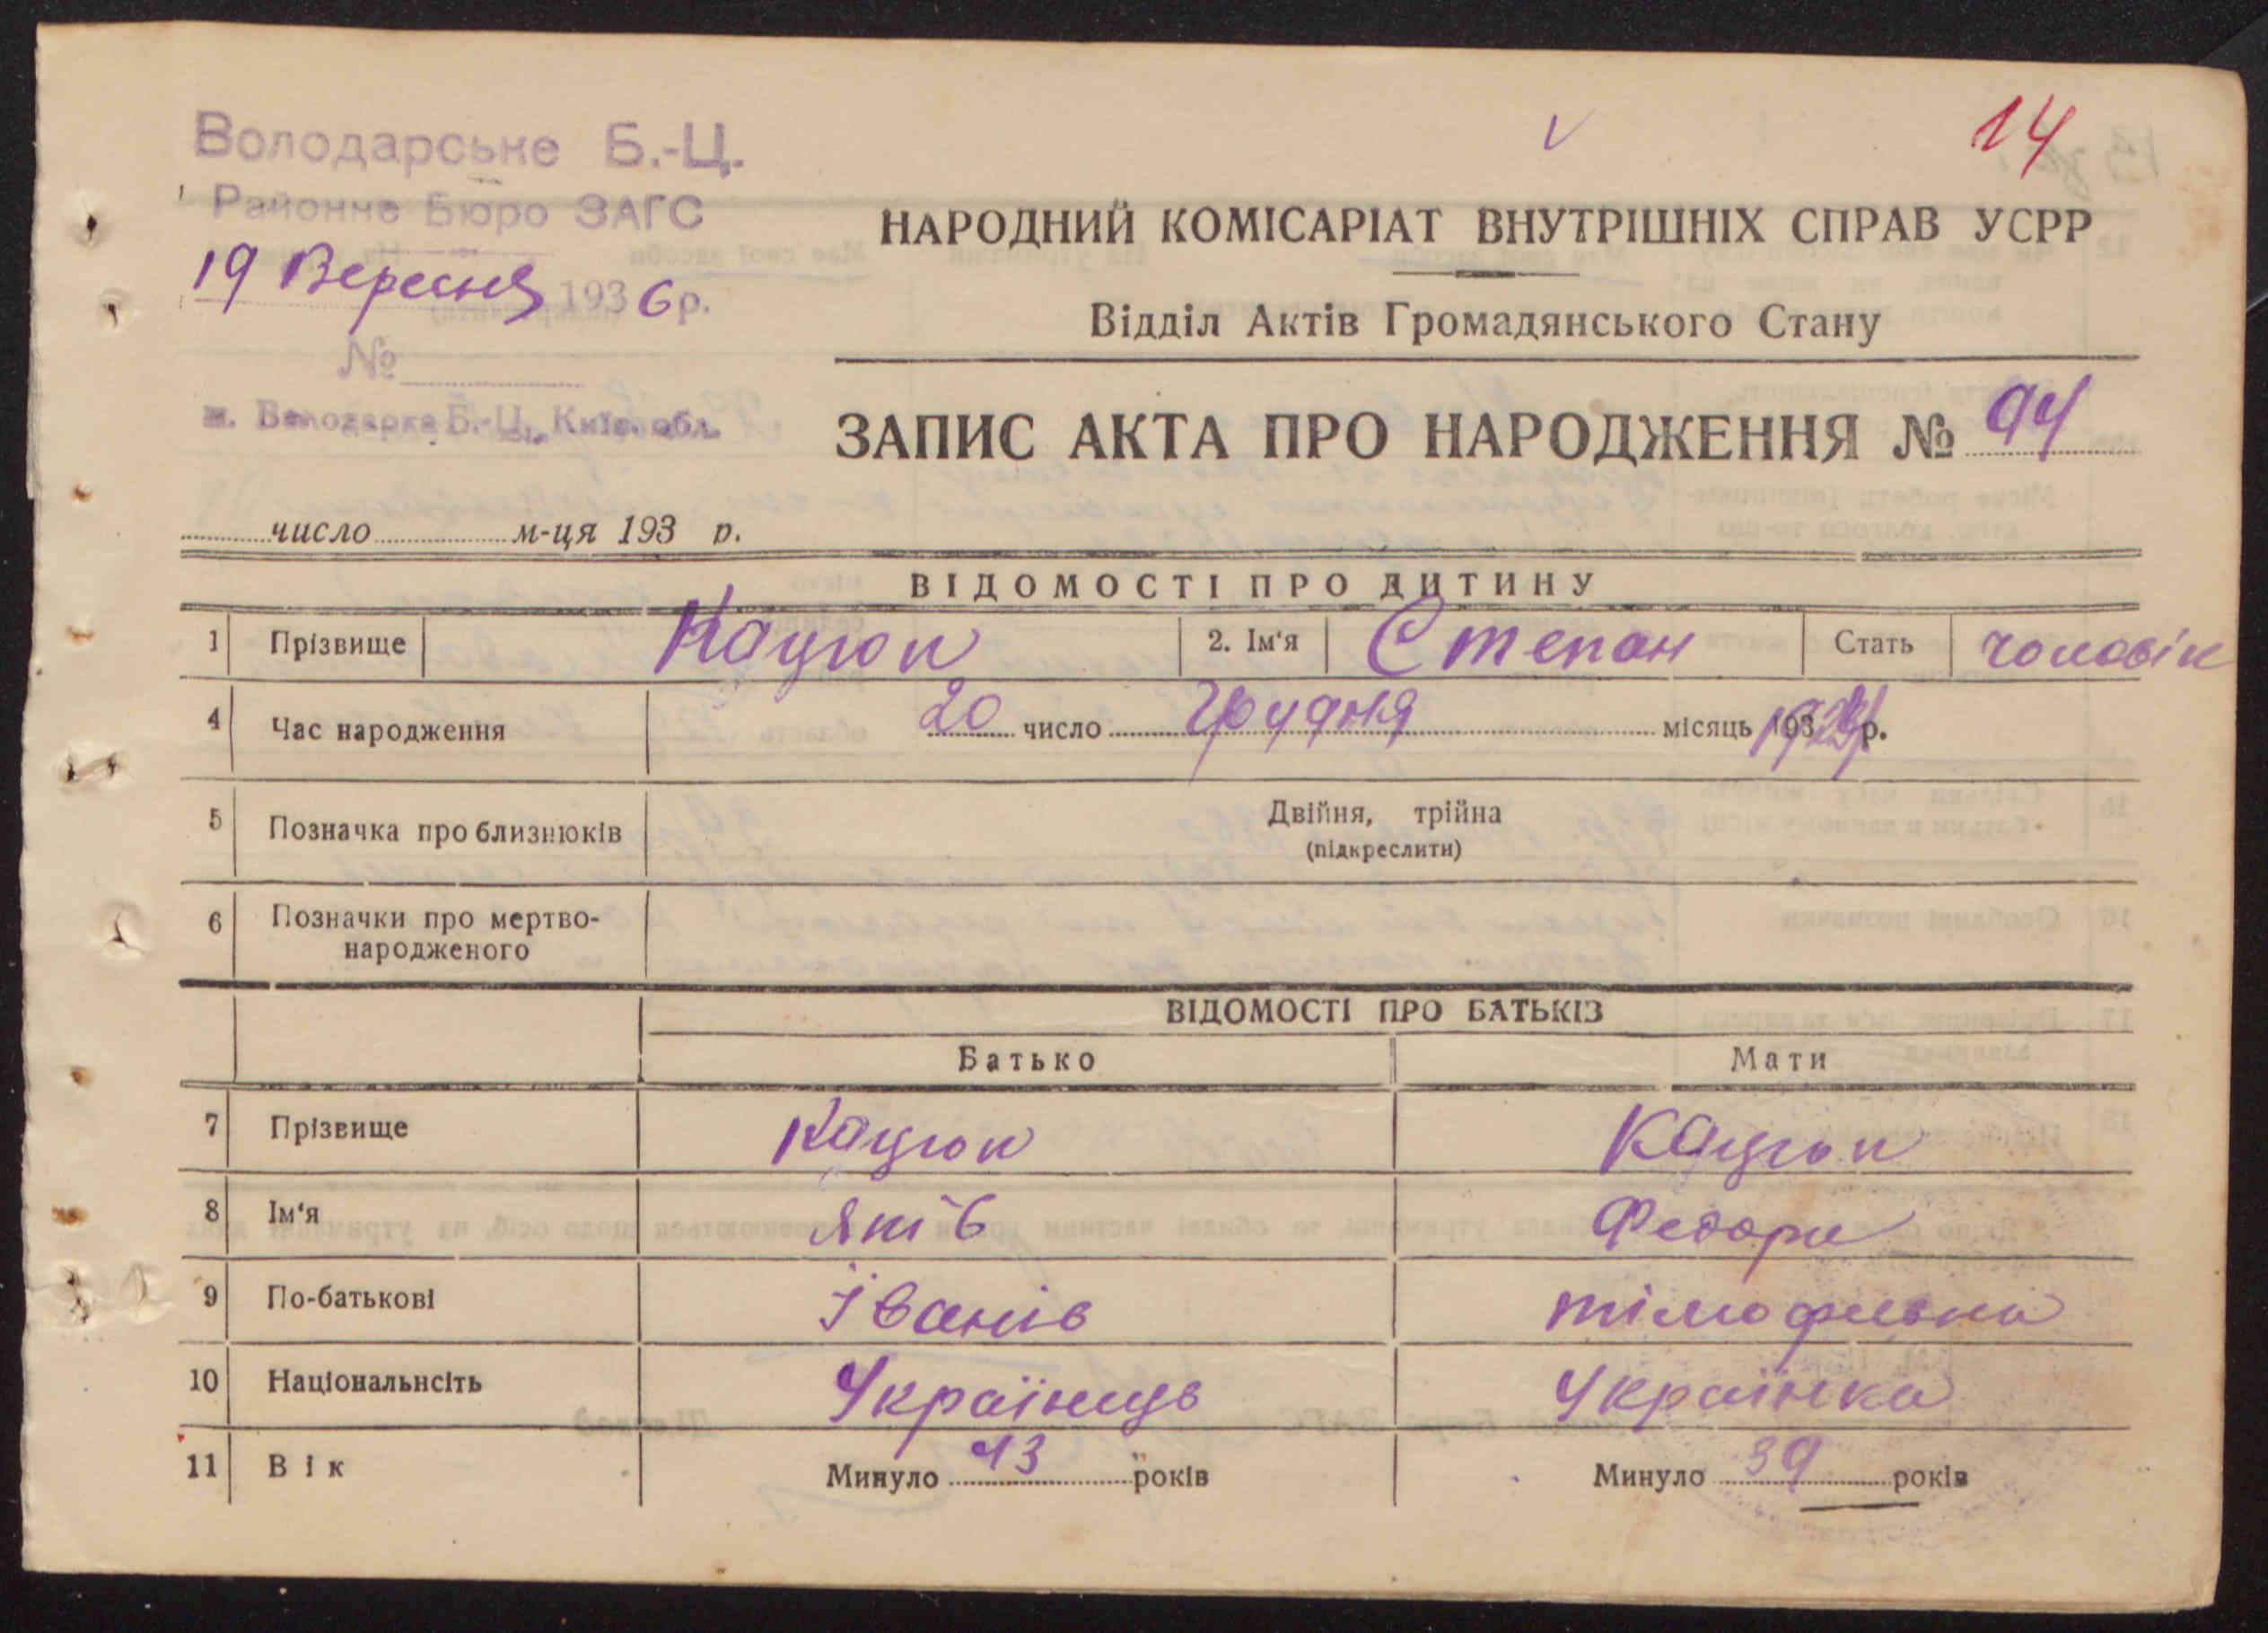 Володарське Б.-Ц.
Районне Бюро ЗАГС
19 Вересня 1936 р.
№
м. Володарка Б.-Ц. Київ. обл.
14
НАРОДНИЙ КОМІСАРІАТ ВНУТРІШНІХ СПРАВ УСРР
Відділ Актів Громадянського Стану
ЗАПИС АКТА ПРО НАРОДЖЕННЯ № 94
число м-ця 193 р.
ВІДОМОСТІ ПРО ДИТИНУ
1 Прізвище Кацюк 2. Ім'я Степан Стать чоловік
4 Час народження 20 число Грудня місяць р.
5 Позначка про близнюків Двійня, трійна
(підкреслити)
6 Позначки про мертво-
народженого
ВІДОМОСТІ ПРО БАТЬКІЗ
Батько Мати
7 Прізвище Кацюк Кацюк
8 Ім'я Яків Федора
9 По-батькові Іванів Тімофиевна
10 Національнсіть Українець Українка
11 Вік Минуло 43 років Минуло 39 років